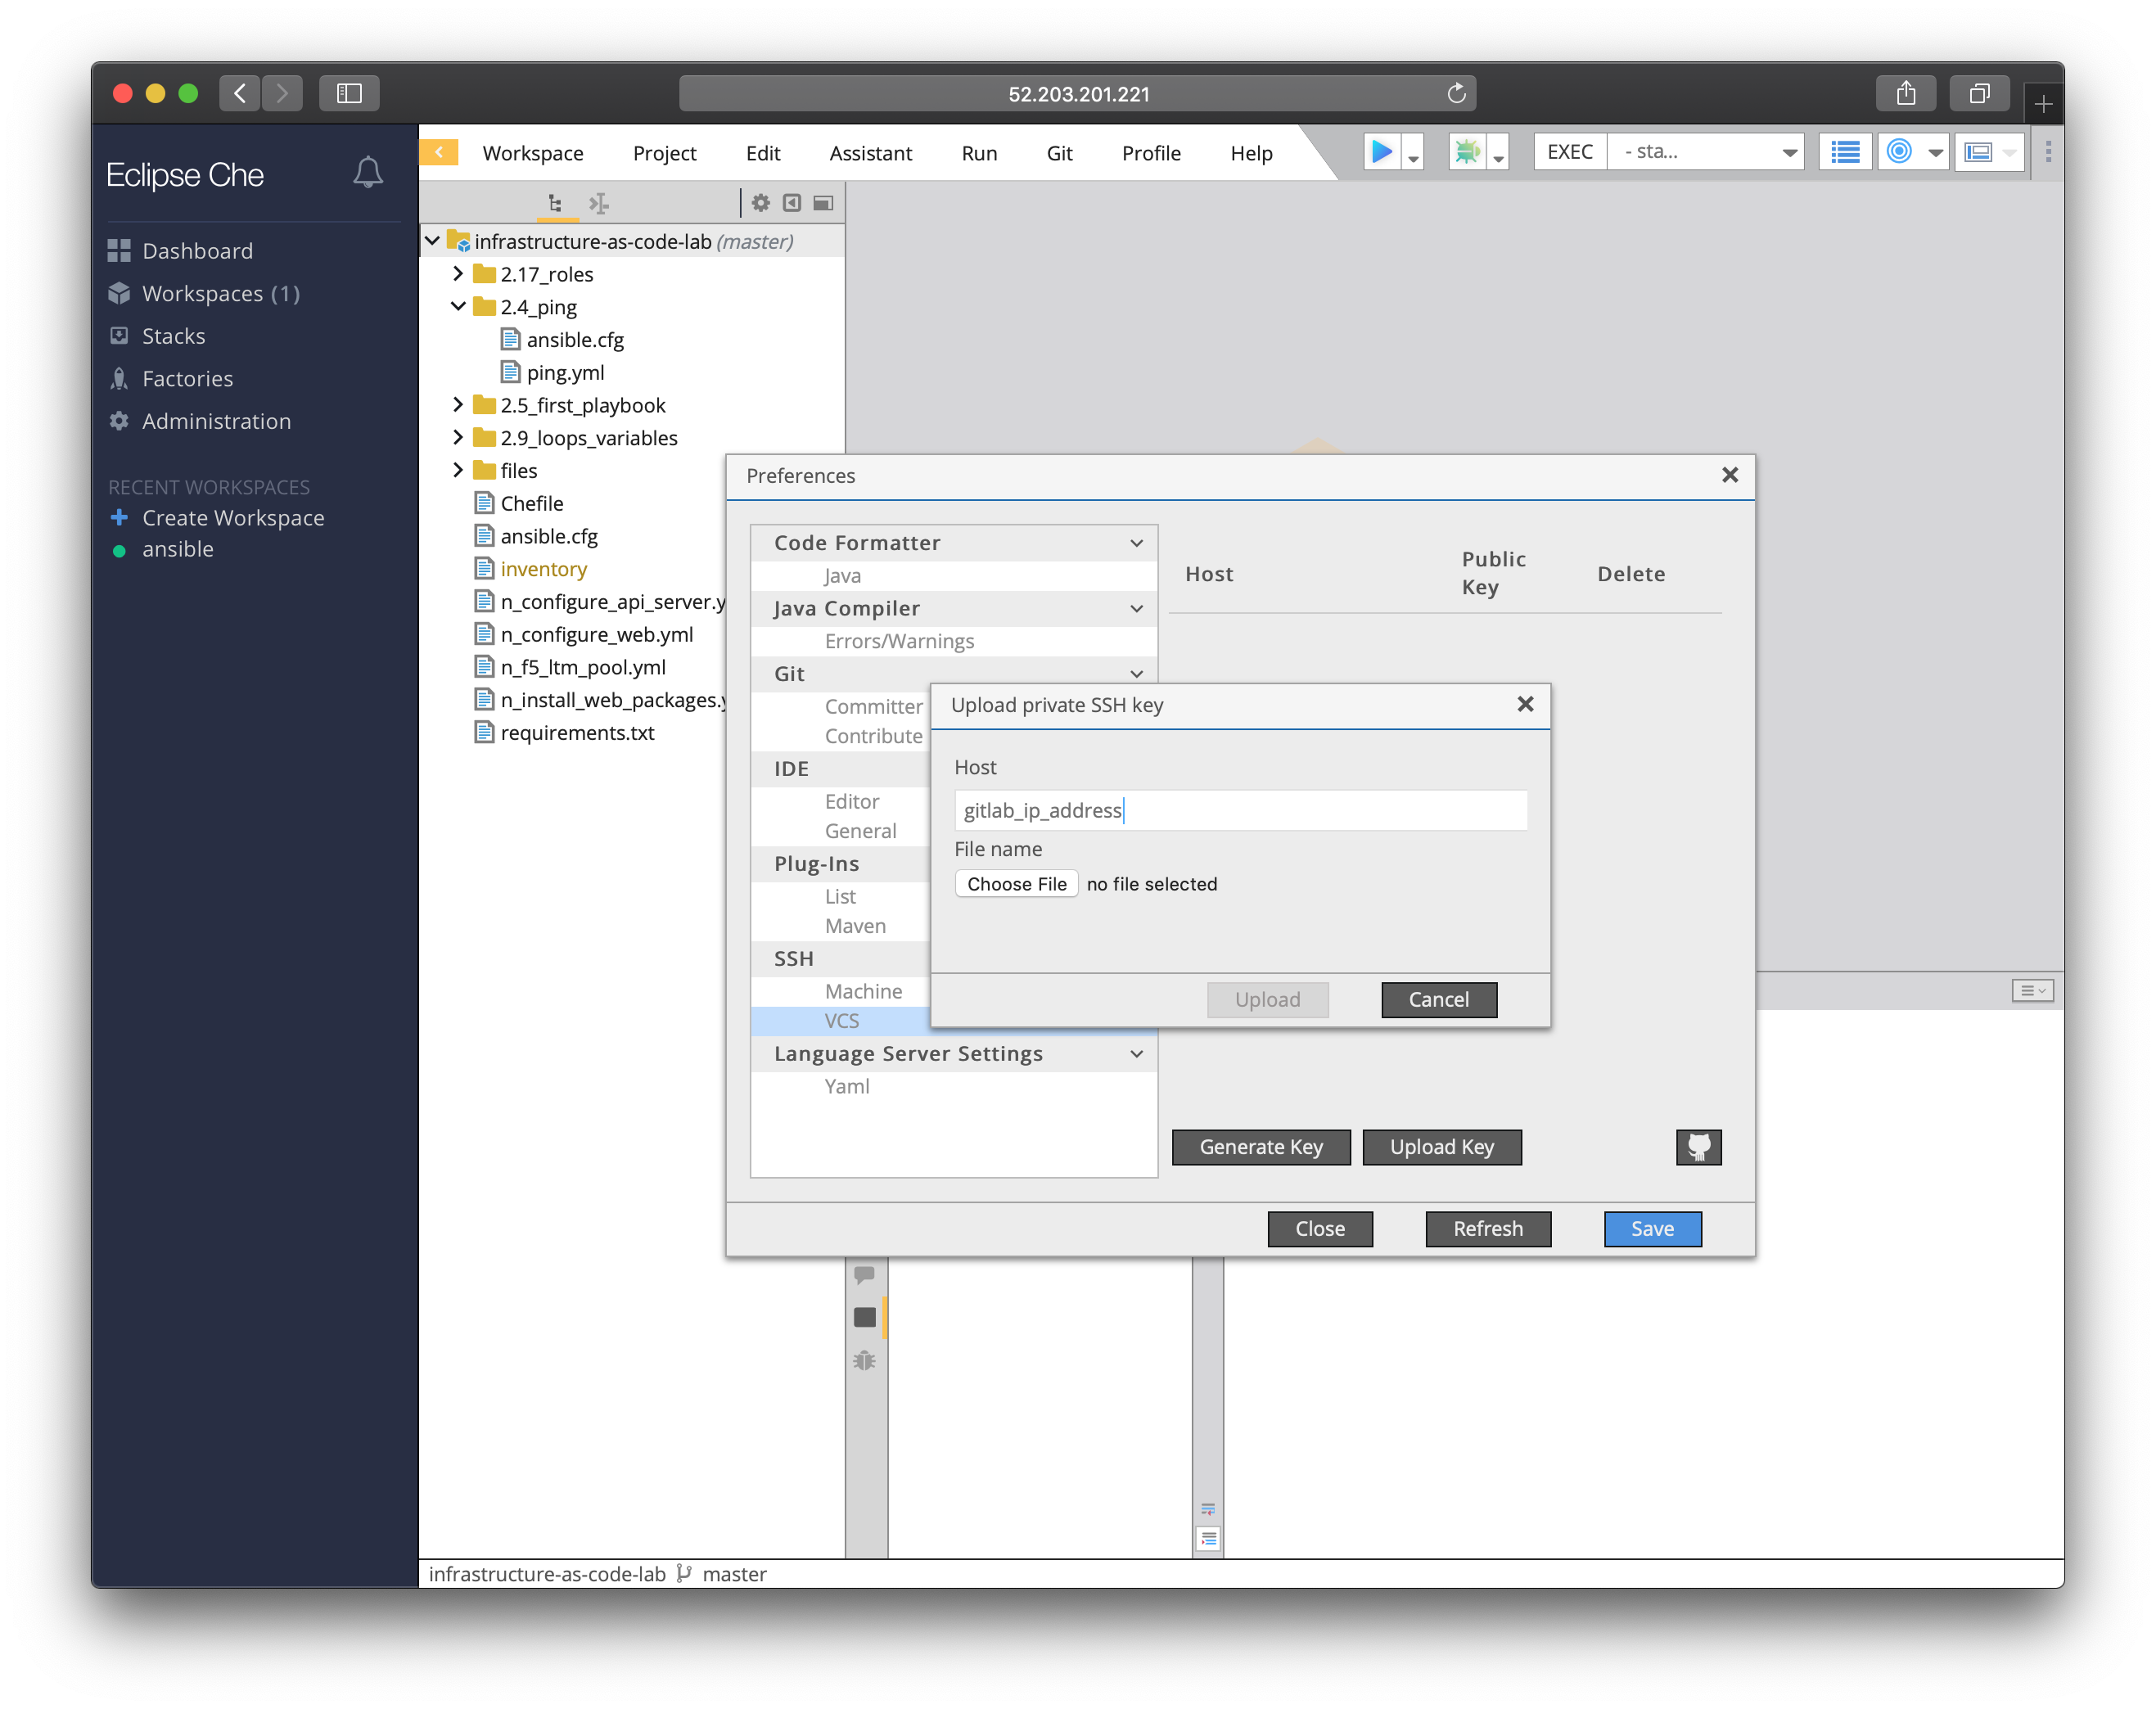 52.203.201.221
Eclipse Che
Dashboard
Workspaces (1)
Stacks
Factories
Administration
RECENT WORKSPACES
Create Workspace
ansible
Workspace Project Edit Assistant Run Git Profile Help
EXEC - sta...
infrastructure-as-code-lab (master)
2.17_roles
2.4_ping
ansible.cfg
ping.yml
2.5_first_playbook
2.9_loops_variables
files
Chefile
ansible.cfg
inventory
n_configure_api_server.y
n_configure_web.yml
n_f5_ltm_pool.yml
n_install_web_packages.y
requirements.txt
Preferences
Code Formatter
Java
Java Compiler
Errors/Warnings
Git
Committer
Contribute
IDE
Editor
General
Plug-Ins
List
Maven
SSH
Machine
VCS
Language Server Settings
Yaml
Host Public Key Delete
Upload private SSH key
Host
gitlab_ip_address
File name
Choose File no file selected
Upload Cancel
Generate Key Upload Key
Close Refresh Save
infrastructure-as-code-lab master